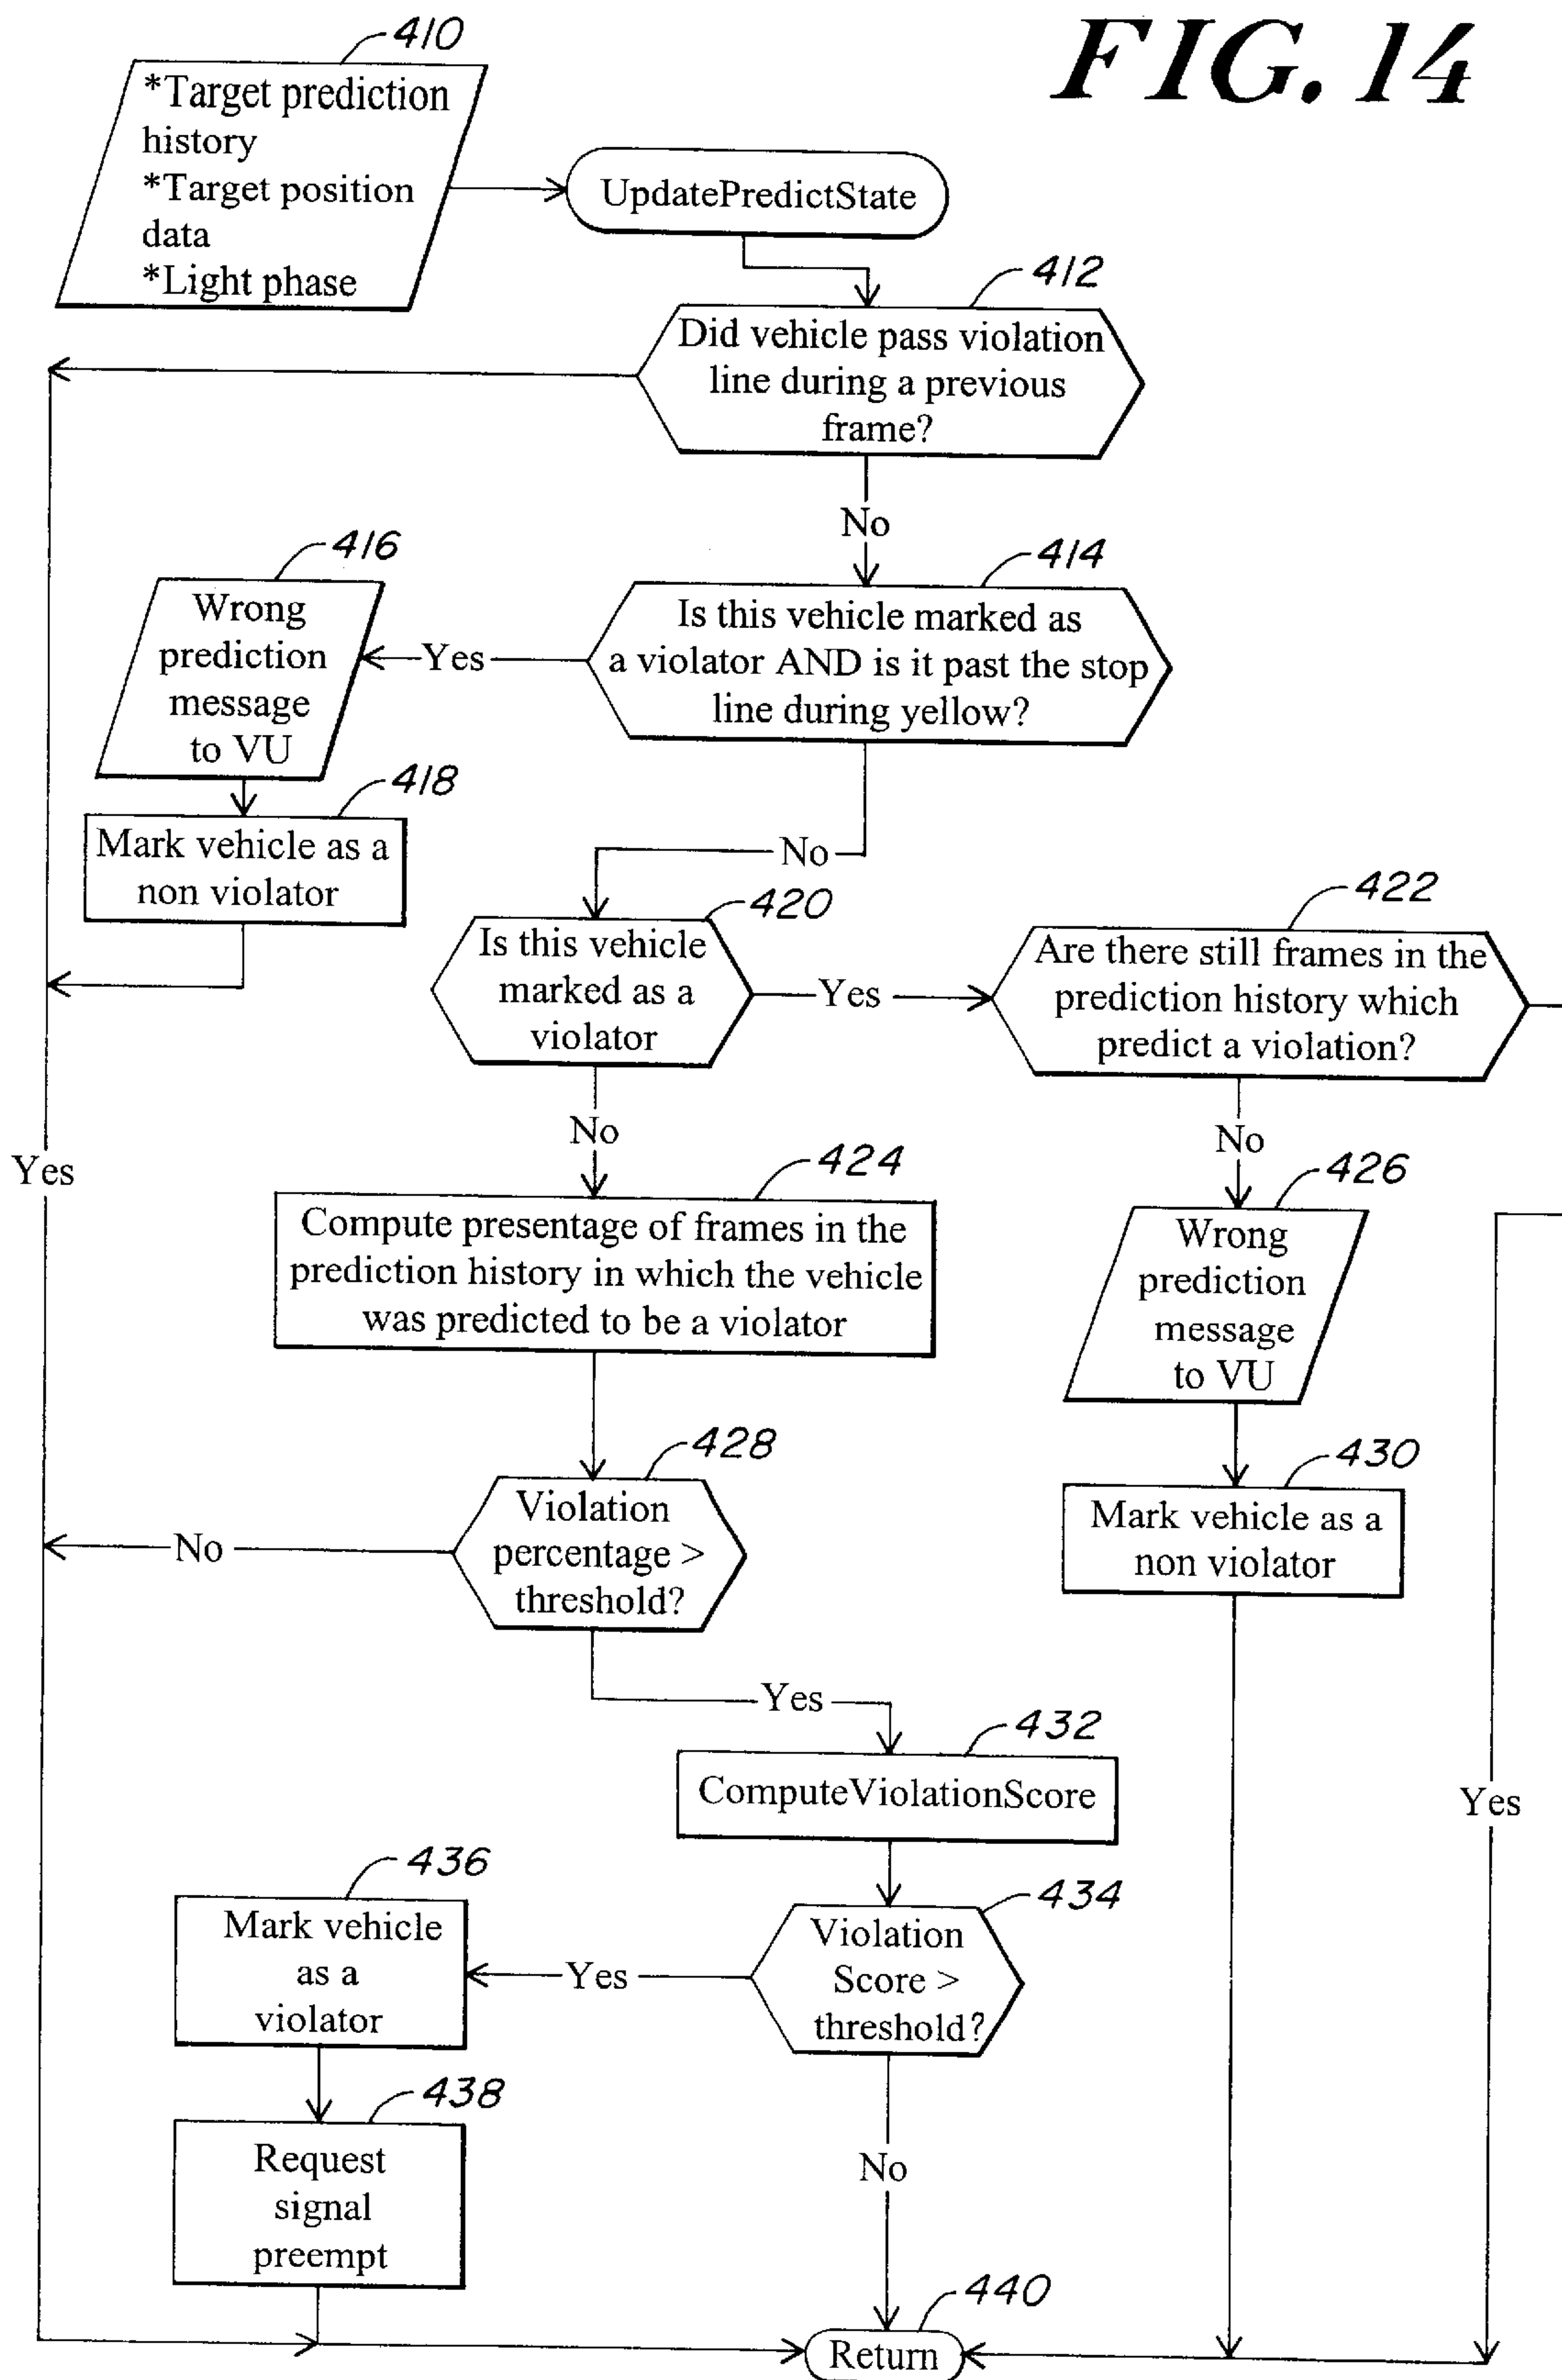 FIG. 14
410
*Target prediction
history
*Target position
data
*Light phase
UpdatePredictState
412
Did vehicle pass violation
line during a previous
frame?
No
416
Wrong
prediction
message
to VU
Yes
414
Is this vehicle marked as
a violator AND is it past the stop
line during yellow?
418
Mark vehicle as a
non violator
No
420
Is this vehicle
marked as a
violator
Yes
422
Are there still frames in the
prediction history which
predict a violation?
Yes
No
No
424
Compute presentage of frames in the
prediction history in which the vehicle
was predicted to be a violator
426
Wrong
prediction
message
to VU
428
Violation
percentage >
threshold?
No
430
Mark vehicle as a
non violator
Yes
432
ComputeViolationScore
Yes
436
Mark vehicle
as a
violator
Yes
434
Violation
Score >
threshold?
438
Request
signal
preempt
No
440
Return